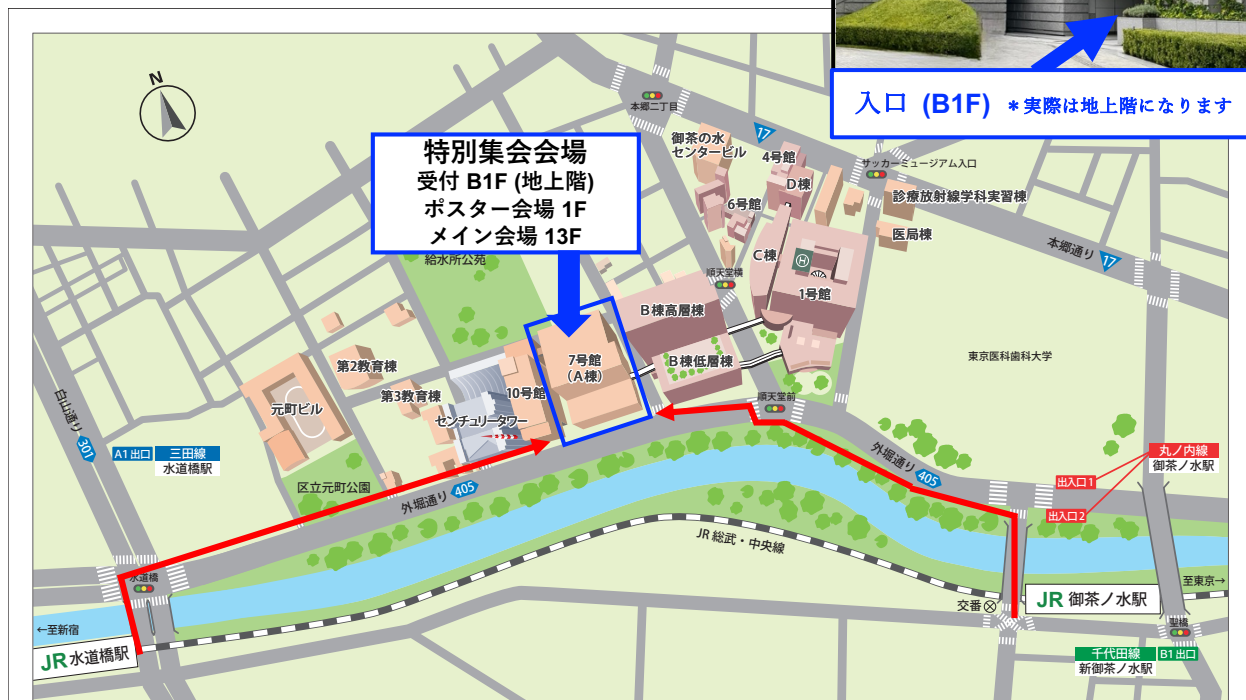 入口 (B1F) ＊実際は地上階になります
N
本郷二丁目
17
特別集会会場
受付 B1F (地上階)
ポスター会場 1F
メイン会場 13F
御茶の水
センタービル
4号館
D棟
サッカーミュージアム入口
診療放射線学科実習棟
6号館
医局棟
本郷通り 17
C棟
H
給水所公苑
順天堂横
1号館
B棟高層棟
7号館
(A棟)
B棟低層棟
東京医科歯科大学
第2教育棟
第3教育棟
10号館
元町ビル
センチュリータワー
順天堂前
白山通り 301
A1出口 三田線
水道橋駅
区立元町公園
外堀通り 405
外堀通り 405
丸ノ内線
御茶ノ水駅
出入口1
出入口2
JR 総武・中央線
水道橋
至東京→
交番
JR 御茶ノ水駅
←至新宿
聖橋
JR 水道橋駅
千代田線 B1出口
新御茶ノ水駅